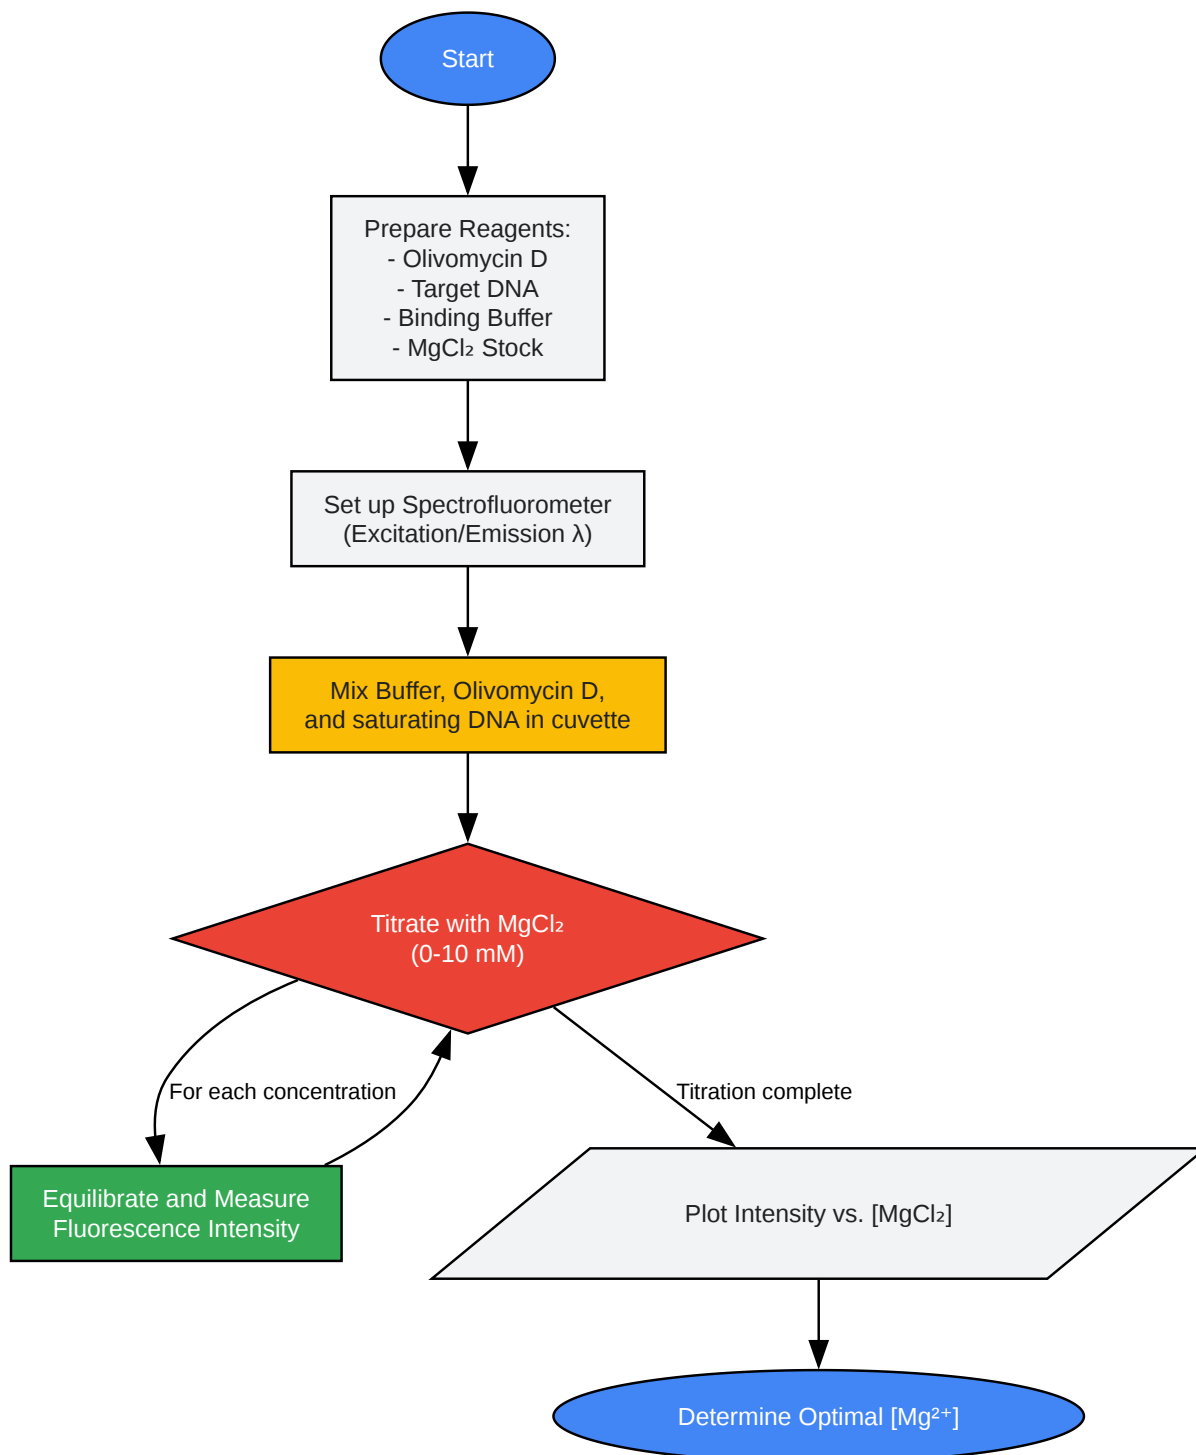 Start
Prepare Reagents:
- Olivomycin D
- Target DNA
- Binding Buffer
- MgCl₂ Stock
Set up Spectrofluorometer
(Excitation/Emission λ)
Mix Buffer, Olivomycin D,
and saturating DNA in cuvette
Titrate with MgCl₂
(0-10 mM)
For each concentration
Titration complete
Equilibrate and Measure
Fluorescence Intensity
Plot Intensity vs. [MgCl₂]
Determine Optimal [Mg²⁺]